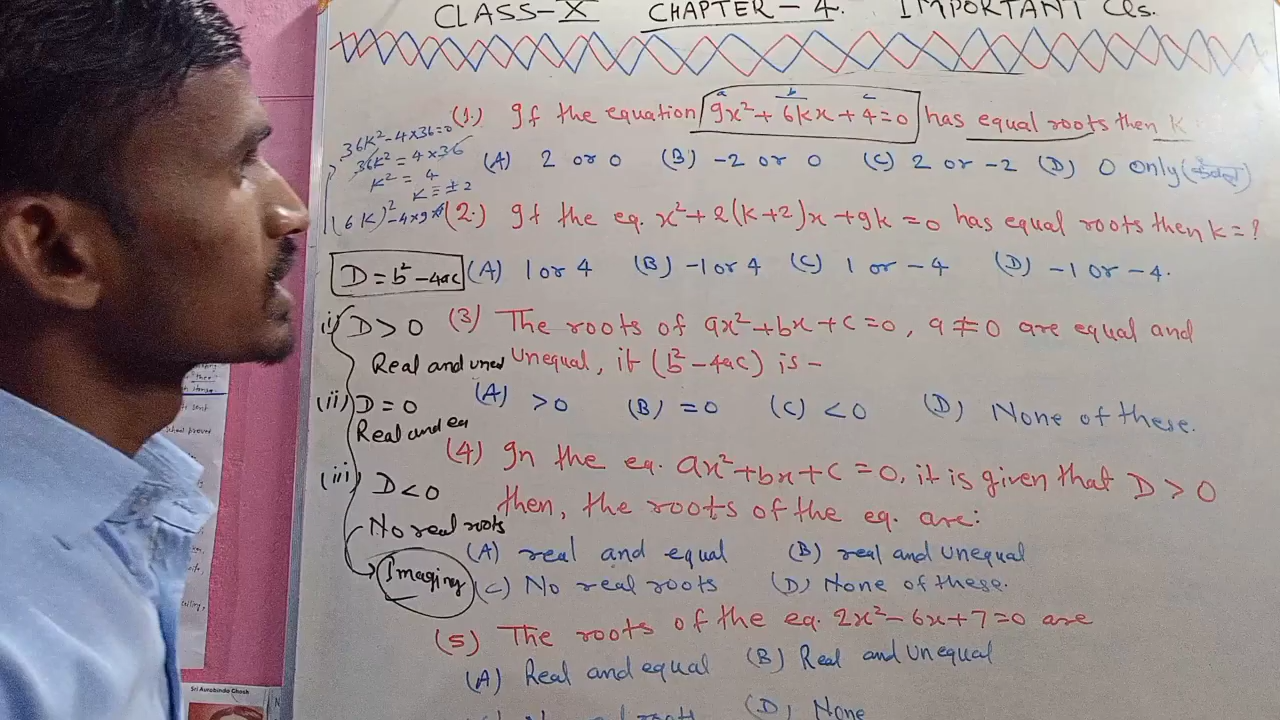 CLASS-X CHAPTER-4. IMPORTANT Qs.
(1.) If the equation 9x²+6kx+4=0 has equal roots then K
a b c
36K²-4×36=0
36K²=4×36
K²=4
K=±2
(6K)²-4×9×
(A) 2 or 0 (B) -2 or 0 (C) 2 or -2 (D) 0 only (केवल)
(2.) If the eq. x²+2(k+2)x+9k=0 has equal roots then k=?
D=b²-4ac
(A) 1 or 4 (B) -1 or 4 (C) 1 or -4 (D) -1 or -4.
i) D>0
Real and uneq
(3) The roots of ax²+bx+c=0, a≠0 are equal and
unequal, if (b²-4ac) is -
(ii) D=0
Real and eq
(A) >0 (B) =0 (C) <0 (D) None of these.
(4) In the eq. ax²+bx+c=0, it is given that D>0
then, the roots of the eq. are:
(iii) D<0
No real roots
Imaginy
(A) real and equal (B) real and unequal
(C) No real roots (D) None of these.
(5) The roots of the eq. 2x²-6x+7=0 are
(A) Real and equal (B) Real and unequal
(D) None
Sri Aurobindo Ghosh